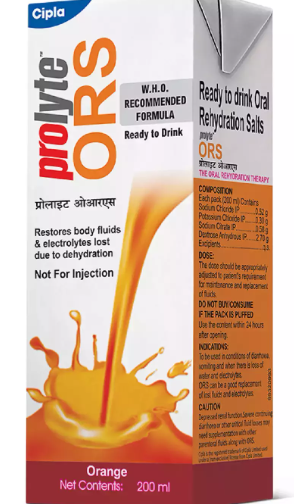 Cipla
prolyte™
ORS
W.H.O.
RECOMMENDED
FORMULA
Ready to Drink
प्रोलाइट ओआरएस
Restores body fluids
& electrolytes lost
due to dehydration
Not For Injection
Orange
Net Contents: 200 ml
Ready to drink Oral
Rehydration Salts
prolyte
ORS
प्रोलाइट ओआरएस
THE ORAL REHYDRATION THERAPY
COMPOSITION
Each pack (200 ml) Contains
Sodium Chloride IP
Potassium Chloride IP
Sodium Citrate IP
Dextrose Anhydrous IP
Excipients
DOSE:
The dose should be appropriately
adjusted to patient's requirement
for maintenance and replacement
of fluids.
DO NOT BUY/CONSUME
IF THE PACK IS PUFFED
Use the content within 24 hours
after opening.
INDICATIONS:
To be used in conditions of diarrhoea,
vomiting and when there is loss of
water and electrolytes.
ORS can be a good replacement
of lost fluids and electrolytes.
CAUTION